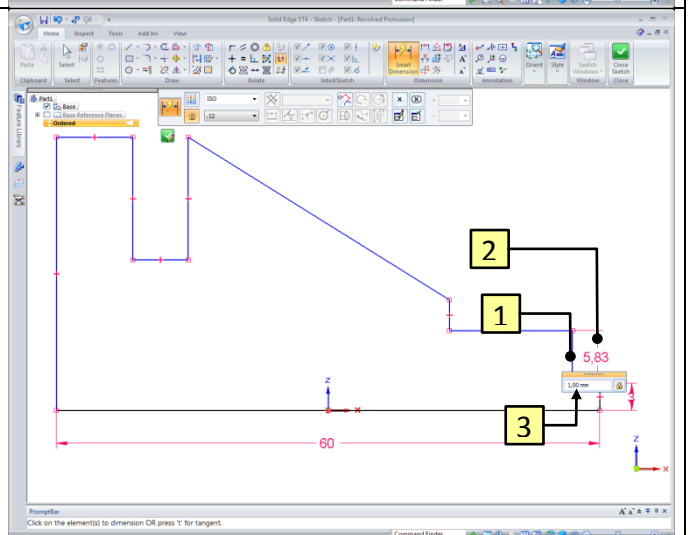 Command Finder
Solid Edge ST4 - Sketch - [Part1: Revolved Protrusion]
Home Inspect Tools Add Ins View
Paste
Select
Smart Dimension
Orient
Style
Switch Windows
Close Sketch
Clipboard Select Features Draw Relate IntelliSketch Dimension Annotation Window Close
Feature Library
Part1
Base
Base Reference Planes
Ordered
ISO
.12
2
1
5,83
1,00 mm
3
3
Z
X
60
Z
X
PromptBar
Click on the element(s) to dimension OR press 't' for tangent.
Command Finder